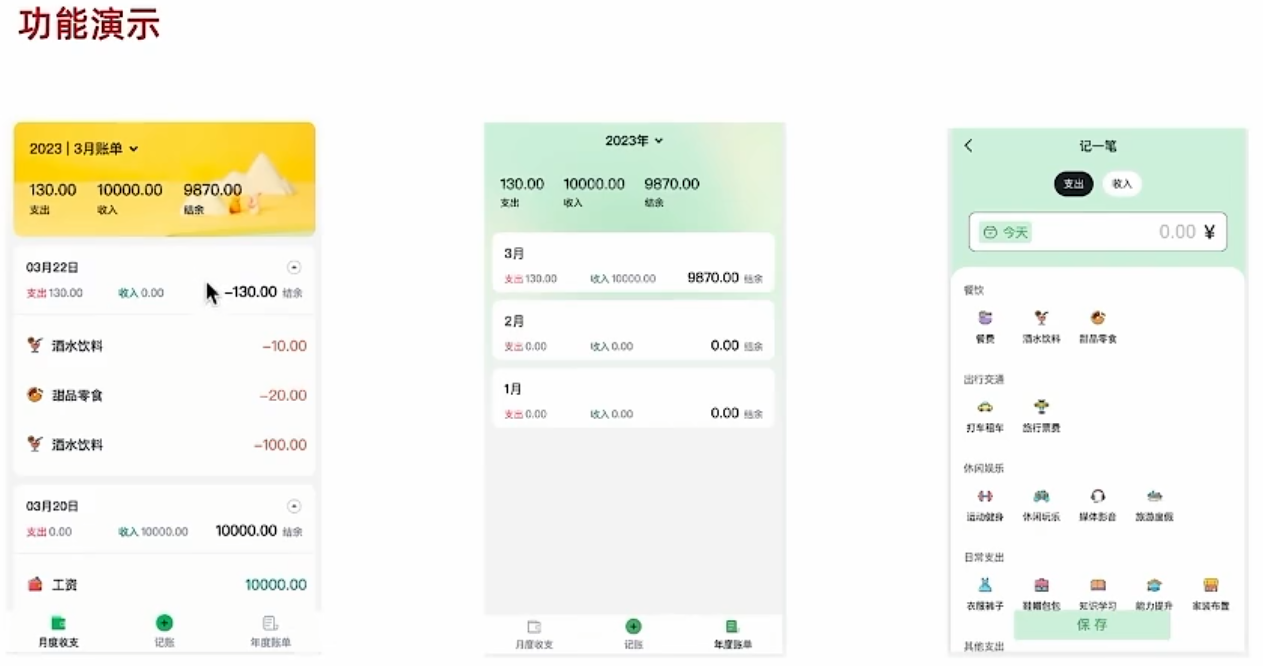 功能演示
2023 | 3月账单
130.00 10000.00 9870.00
支出 收入 结余
03月22日
支出 130.00 收入 0.00 -130.00 结余
酒水饮料 -10.00
甜品零食 -20.00
酒水饮料 -100.00
03月20日
支出 0.00 收入 10000.00 10000.00 结余
工资 10000.00
月度收支 记账 年度账单
2023年
130.00 10000.00 9870.00
支出 收入 结余
3月
支出 130.00 收入 10000.00 9870.00 结余
2月
支出 0.00 收入 0.00 0.00 结余
1月
支出 0.00 收入 0.00 0.00 结余
月度收支 记账 年度账单
记一笔
支出 收入
今天 0.00 ¥
餐饮
餐费 酒水饮料 甜品零食
出行交通
打车租车 旅行票费
休闲娱乐
运动健身 休闲玩乐 媒体影音 旅游度假
日常支出
衣服裤子 鞋帽包包 知识学习 能力提升 家装布置
保存
其他支出